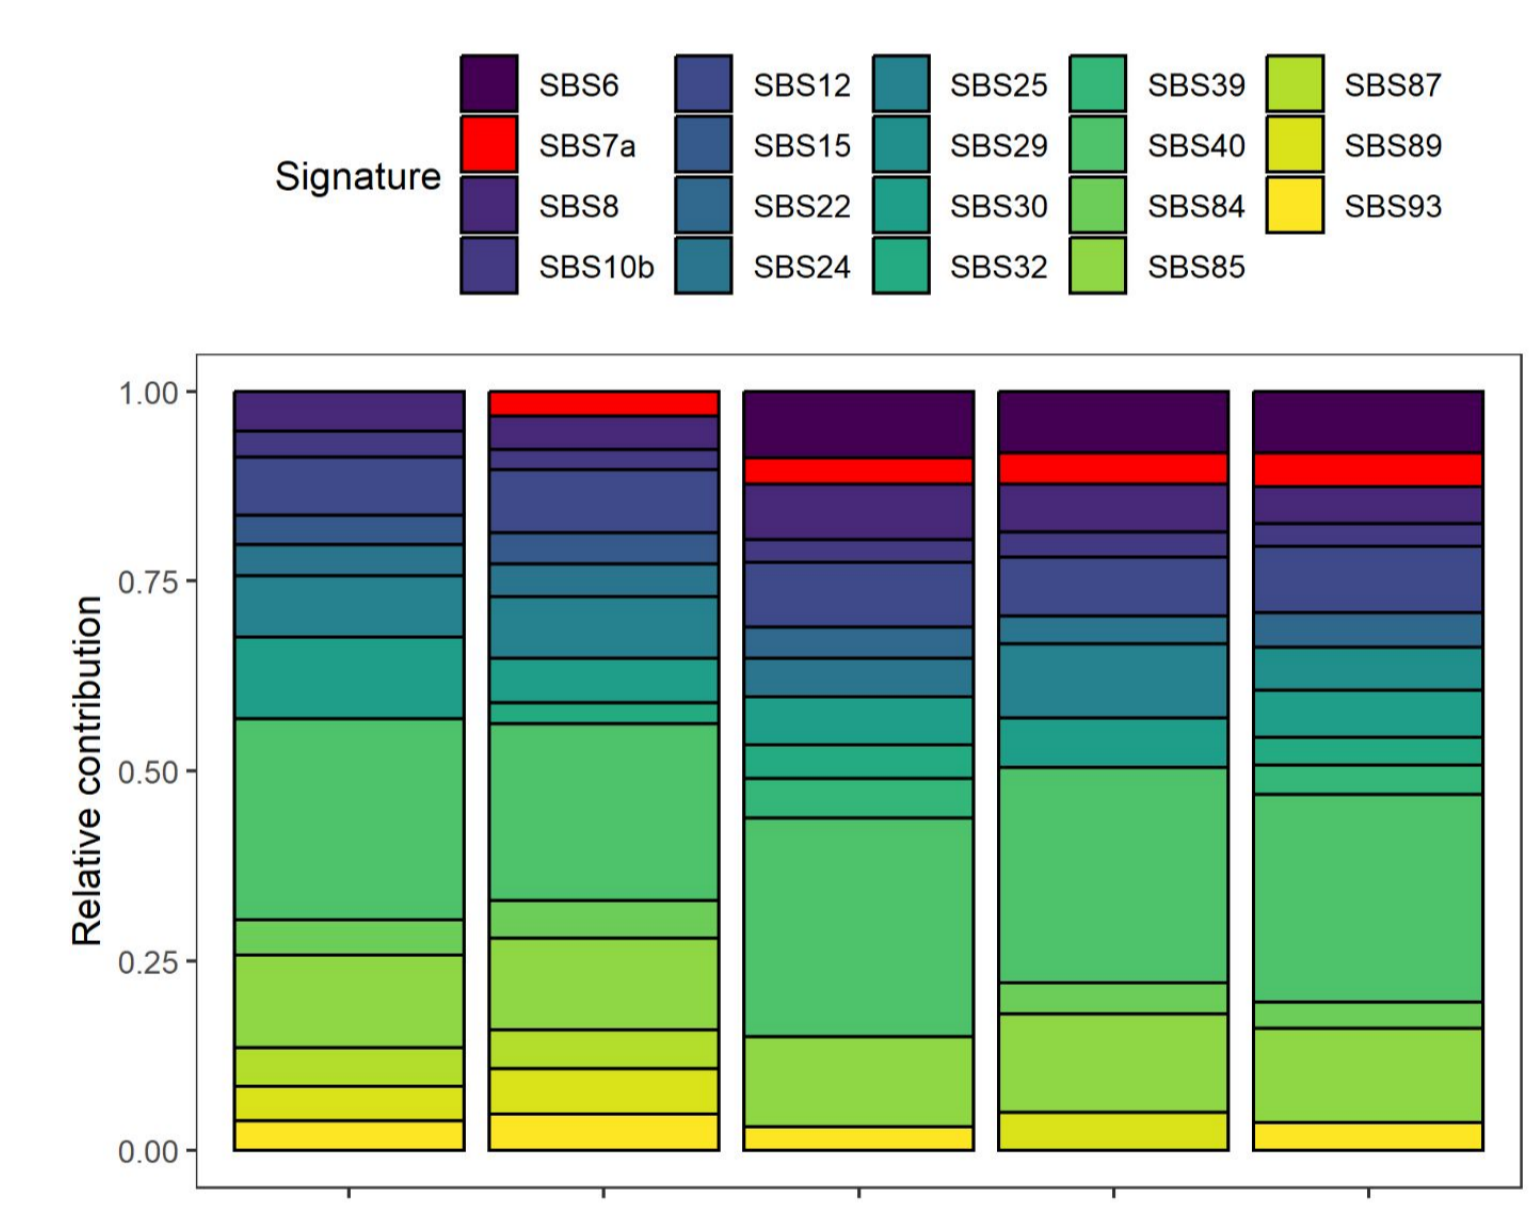 SBS6 SBS12 SBS25 SBS39 SBS87
SBS7a SBS15 SBS29 SBS40 SBS89
Signature
SBS8 SBS22 SBS30 SBS84 SBS93
SBS10b SBS24 SBS32 SBS85
1.00
0.75
Relative contribution
0.50
0.25
0.00